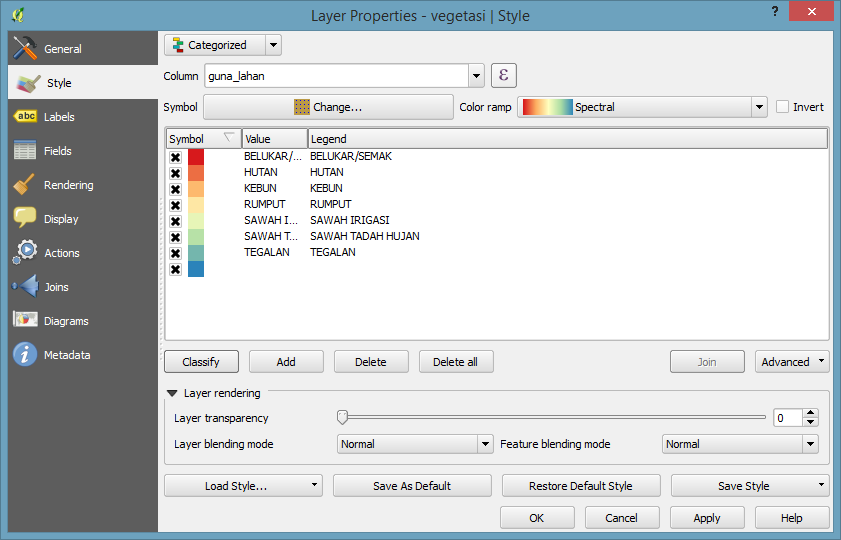 Layer Properties - vegetasi | Style
General
Style
abc Labels
Fields
Rendering
Display
Actions
Joins
Diagrams
Metadata
Categorized
Column guna_lahan ε
Symbol Change... Color ramp Spectral Invert
Symbol Value Legend
BELUKAR/... BELUKAR/SEMAK
HUTAN HUTAN
KEBUN KEBUN
RUMPUT RUMPUT
SAWAH I... SAWAH IRIGASI
SAWAH T... SAWAH TADAH HUJAN
TEGALAN TEGALAN
Classify Add Delete Delete all Join Advanced
Layer rendering
Layer transparency 0
Layer blending mode Normal Feature blending mode Normal
Load Style... Save As Default Restore Default Style Save Style
OK Cancel Apply Help